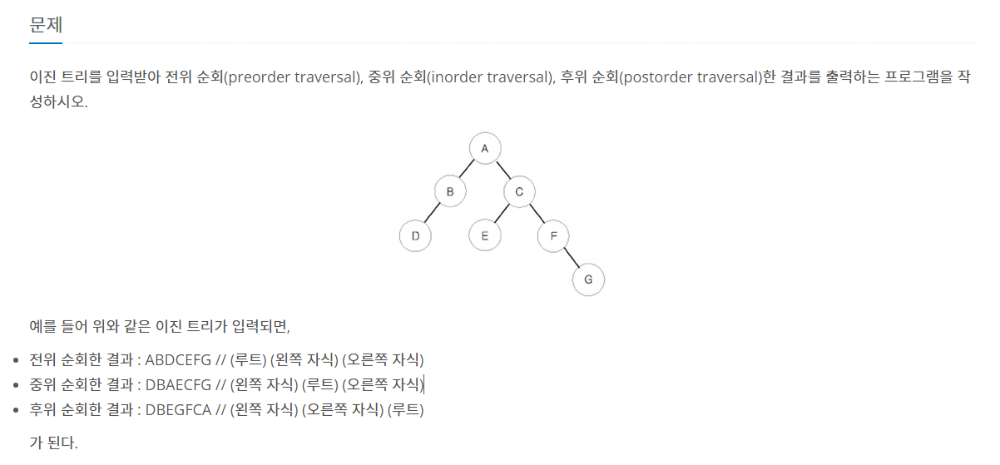 문제
이진 트리를 입력받아 전위 순회(preorder traversal), 중위 순회(inorder traversal), 후위 순회(postorder traversal)한 결과를 출력하는 프로그램을 작
성하시오.
A
B
C
D
E
F
G
예를 들어 위와 같은 이진 트리가 입력되면,
전위 순회한 결과 : ABDCEFG // (루트) (왼쪽 자식) (오른쪽 자식)
중위 순회한 결과 : DBAECFG // (왼쪽 자식) (루트) (오른쪽 자식)
후위 순회한 결과 : DBEGFCA // (왼쪽 자식) (오른쪽 자식) (루트)
가 된다.